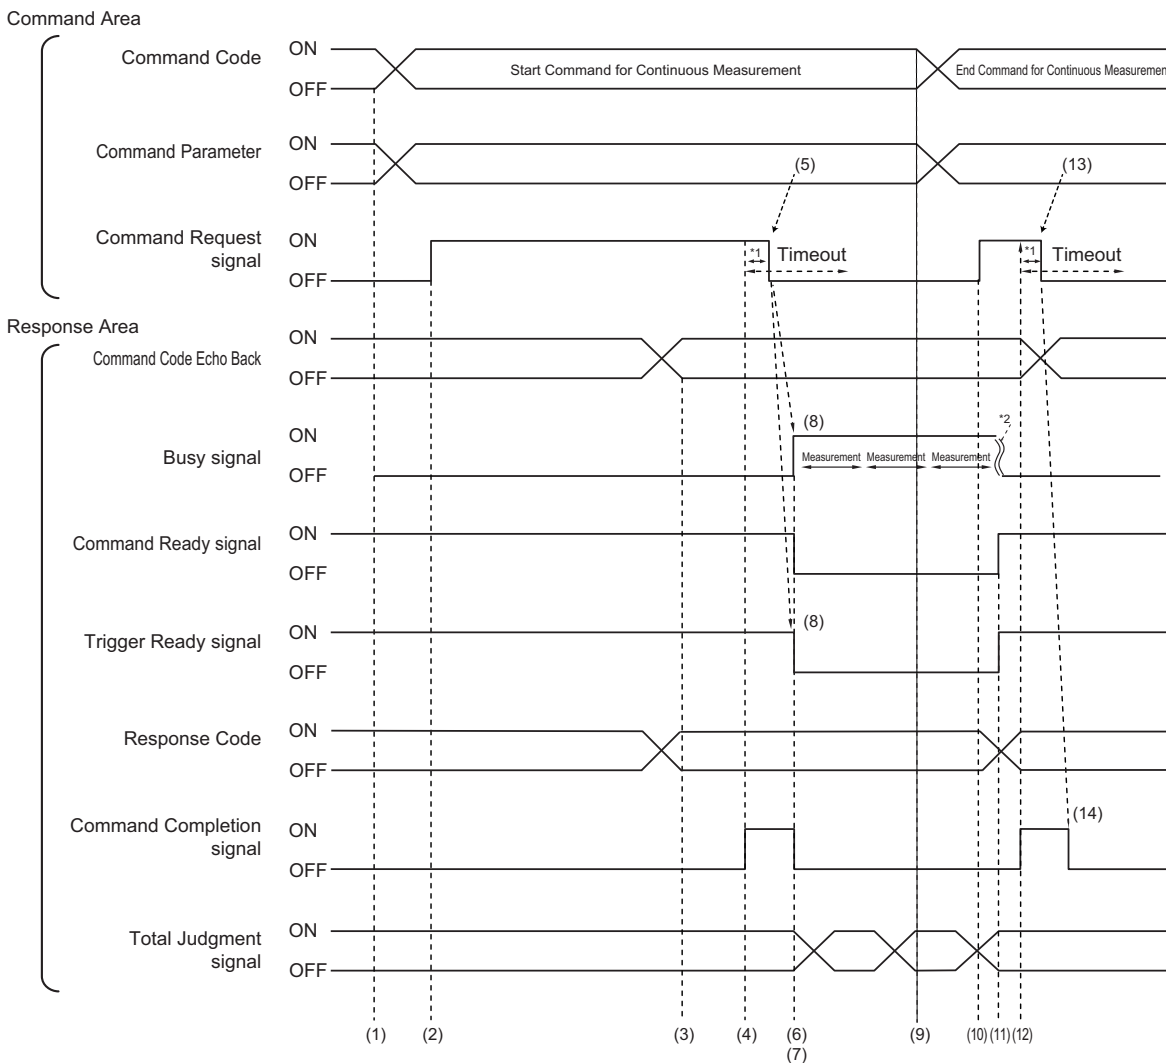 Command Area
Command Code
ON
OFF
Start Command for Continuous Measurement
End Command for Continuous Measurement
Command Parameter
ON
OFF
(5)
(13)
Command Request
signal
ON
OFF
*1
Timeout
*1
Timeout
Response Area
Command Code Echo Back
ON
OFF
Busy signal
ON
OFF
(8)
Measurement
Measurement
Measurement
*2
Command Ready signal
ON
OFF
Trigger Ready signal
ON
OFF
(8)
Response Code
ON
OFF
Command Completion
signal
ON
OFF
(14)
Total Judgment
signal
ON
OFF
(1) (2) (3) (4) (6) (9) (10) (11) (12)
(7)